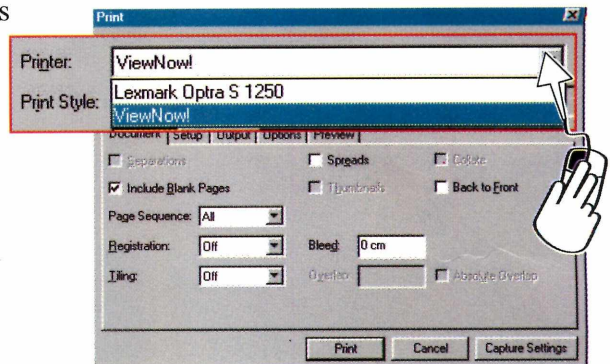 s
Print
Printer: ViewNow!
Print Style: Lexmark Optra S 1250
ViewNow!
Document Setup Output Options Preview
Separations Spreads Collate
Include Blank Pages Thumbnails Back to Front
Page Sequence: All
Registration: Off Bleed: 0 cm
Tiling: Off Overlap: Absolute Overlap
Print Cancel Capture Settings